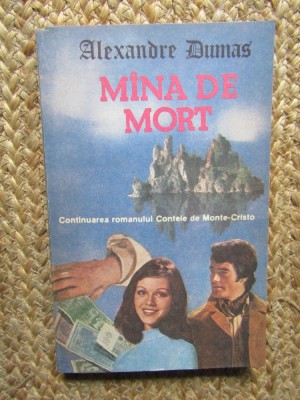 Alexandre Dumas
MÎNA DE
MORT
Continuarea romanului Contele de Monte-Cristo